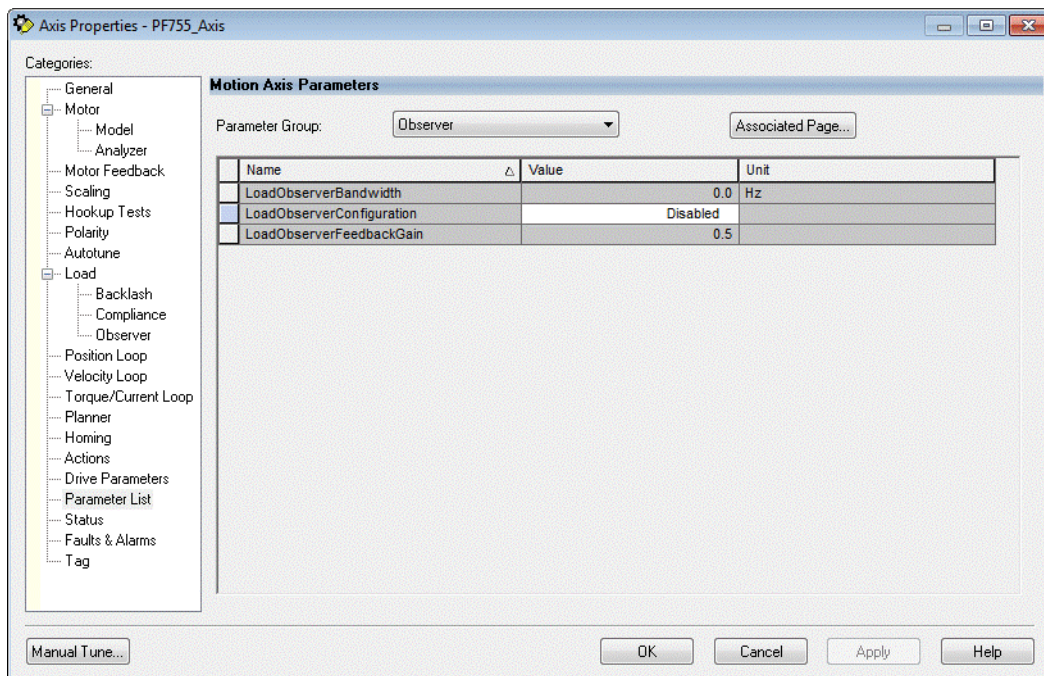 Axis Properties - PF755_Axis
Categories:
General
Motor
Model
Analyzer
Motor Feedback
Scaling
Hookup Tests
Polarity
Autotune
Load
Backlash
Compliance
Observer
Position Loop
Velocity Loop
Torque/Current Loop
Planner
Homing
Actions
Drive Parameters
Parameter List
Status
Faults & Alarms
Tag
Motion Axis Parameters
Parameter Group: Observer Associated Page...
Name Value Unit
LoadObserverBandwidth 0.0 Hz
LoadObserverConfiguration Disabled
LoadObserverFeedbackGain 0.5
Manual Tune... OK Cancel Apply Help